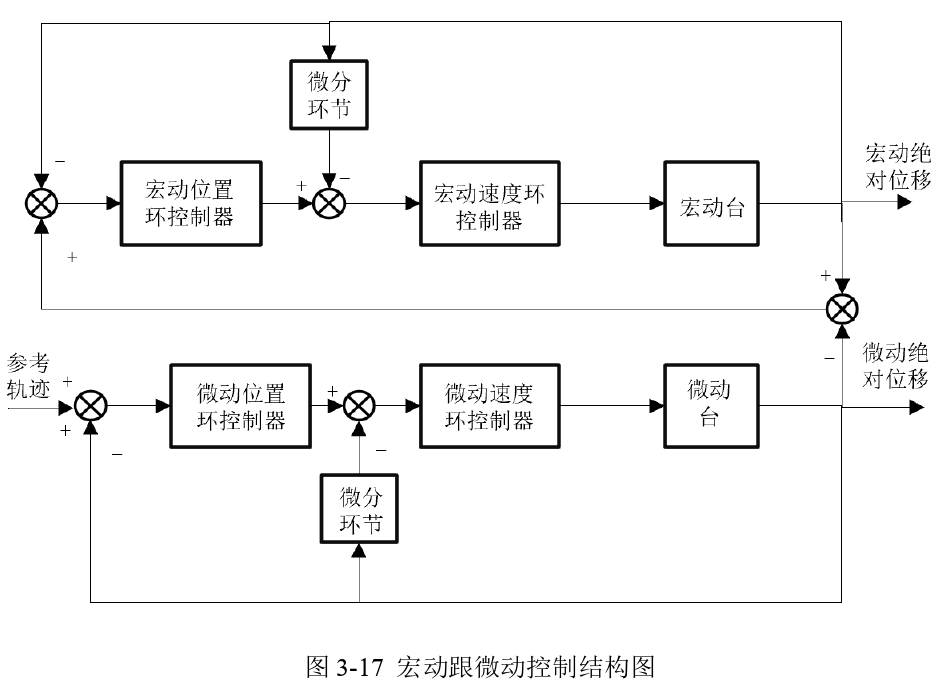 微分
环节
−
宏动位置
环控制器
+
−
宏动速度环
控制器
宏动台
宏动绝
对位移
+
+
−
参考
轨迹
+
+
−
微动位置
环控制器
+
−
微动速度
环控制器
微动
台
微动绝
对位移
微分
环节
图 3-17 宏动跟微动控制结构图